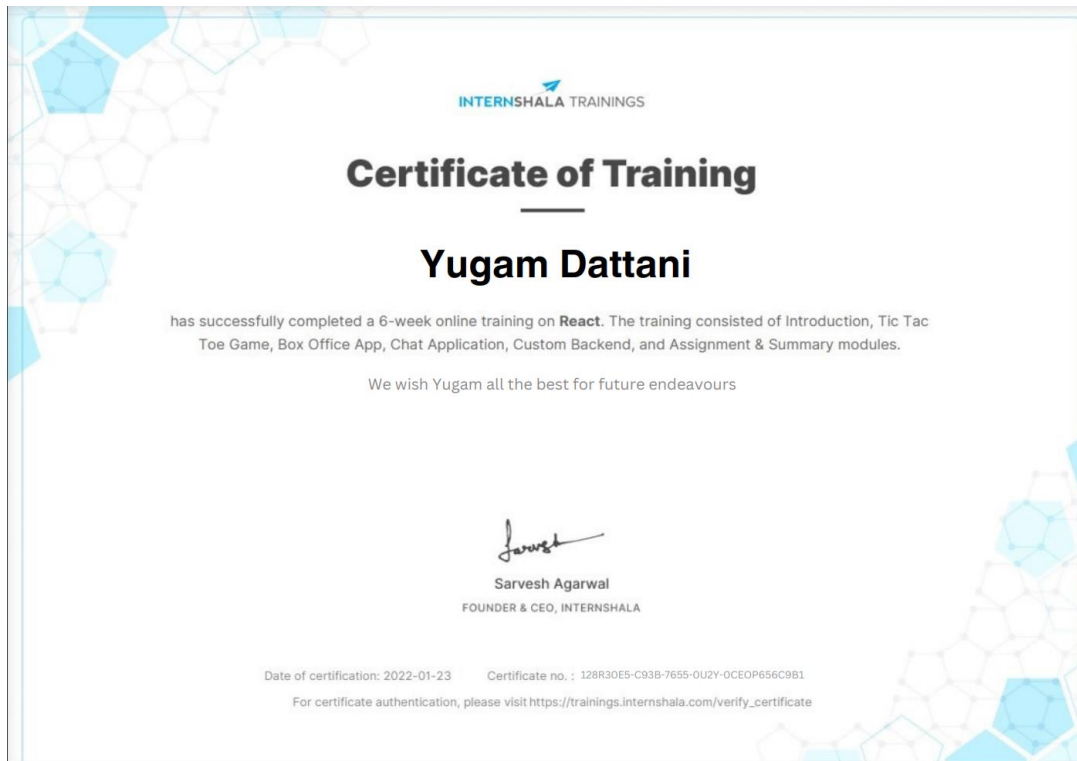 INTERNSHALA TRAININGS
Certificate of Training
Yugam Dattani
has successfully completed a 6-week online training on React. The training consisted of Introduction, Tic Tac
Toe Game, Box Office App, Chat Application, Custom Backend, and Assignment & Summary modules.
We wish Yugam all the best for future endeavours
Sarvesh
Sarvesh Agarwal
FOUNDER & CEO, INTERNSHALA
Date of certification: 2022-01-23 Certificate no. : 128R30E5-C93B-7655-0U2Y-0CEOP656C9B1
For certificate authentication, please visit https://trainings.internshala.com/verify_certificate